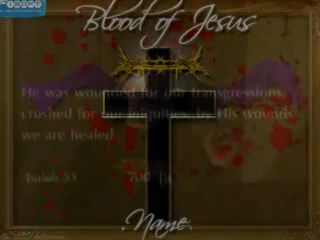 Blood of Jesus
He was wounded for our transgressions,
crushed for our iniquities, by His wounds
we are healed
Isaiah 53
700
.Name